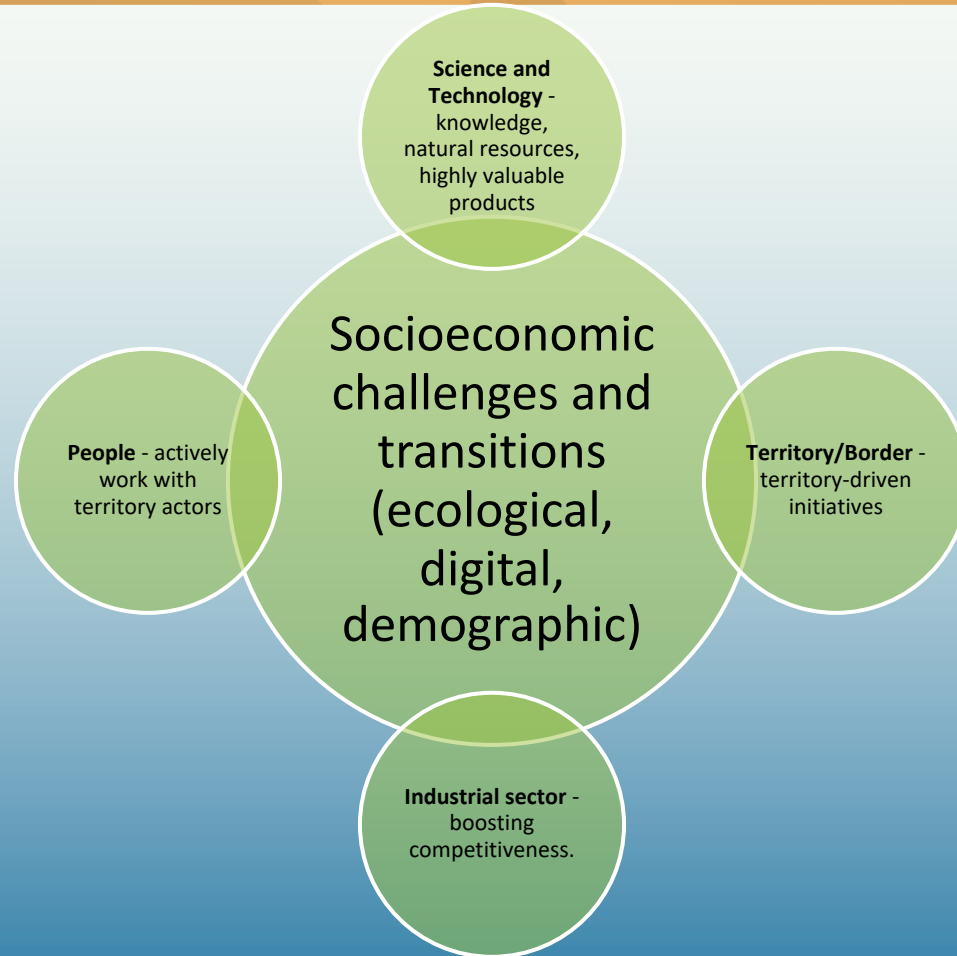 Science and
Technology -
knowledge,
natural resources,
highly valuable
products
Socioeconomic
challenges and
transitions
(ecological,
digital,
demographic)
People - actively
work with
territory actors
Territory/Border -
territory-driven
initiatives
Industrial sector -
boosting
competitiveness.